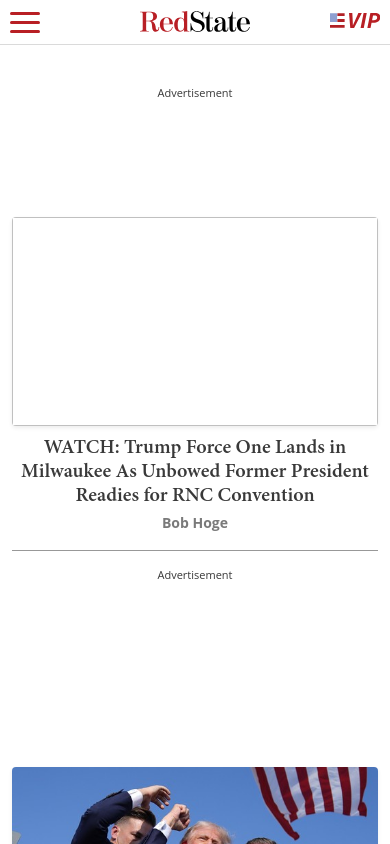 RedState
VIP
Advertisement
WATCH: Trump Force One Lands in
Milwaukee As Unbowed Former President
Readies for RNC Convention
Bob Hoge
Advertisement